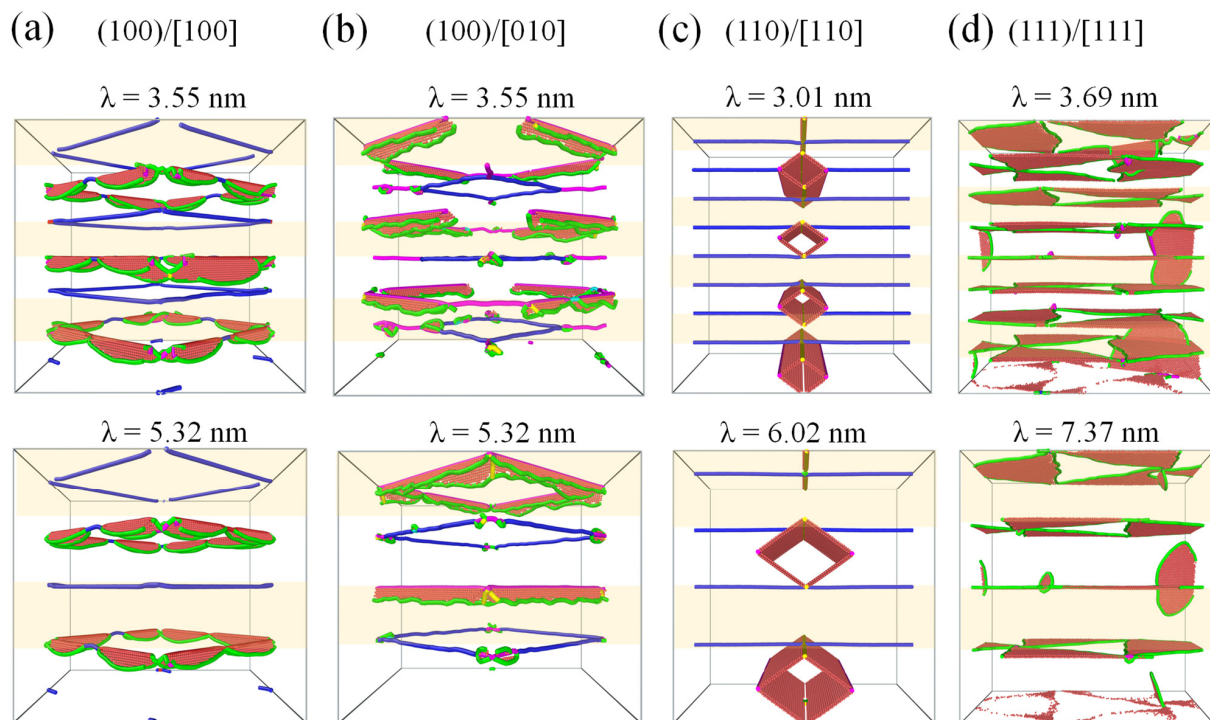 (a) (100)/[100] (b) (100)/[010] (c) (110)/[110] (d) (111)/[111]
λ = 3.55 nm λ = 3.55 nm λ = 3.01 nm λ = 3.69 nm
λ = 5.32 nm λ = 5.32 nm λ = 6.02 nm λ = 7.37 nm